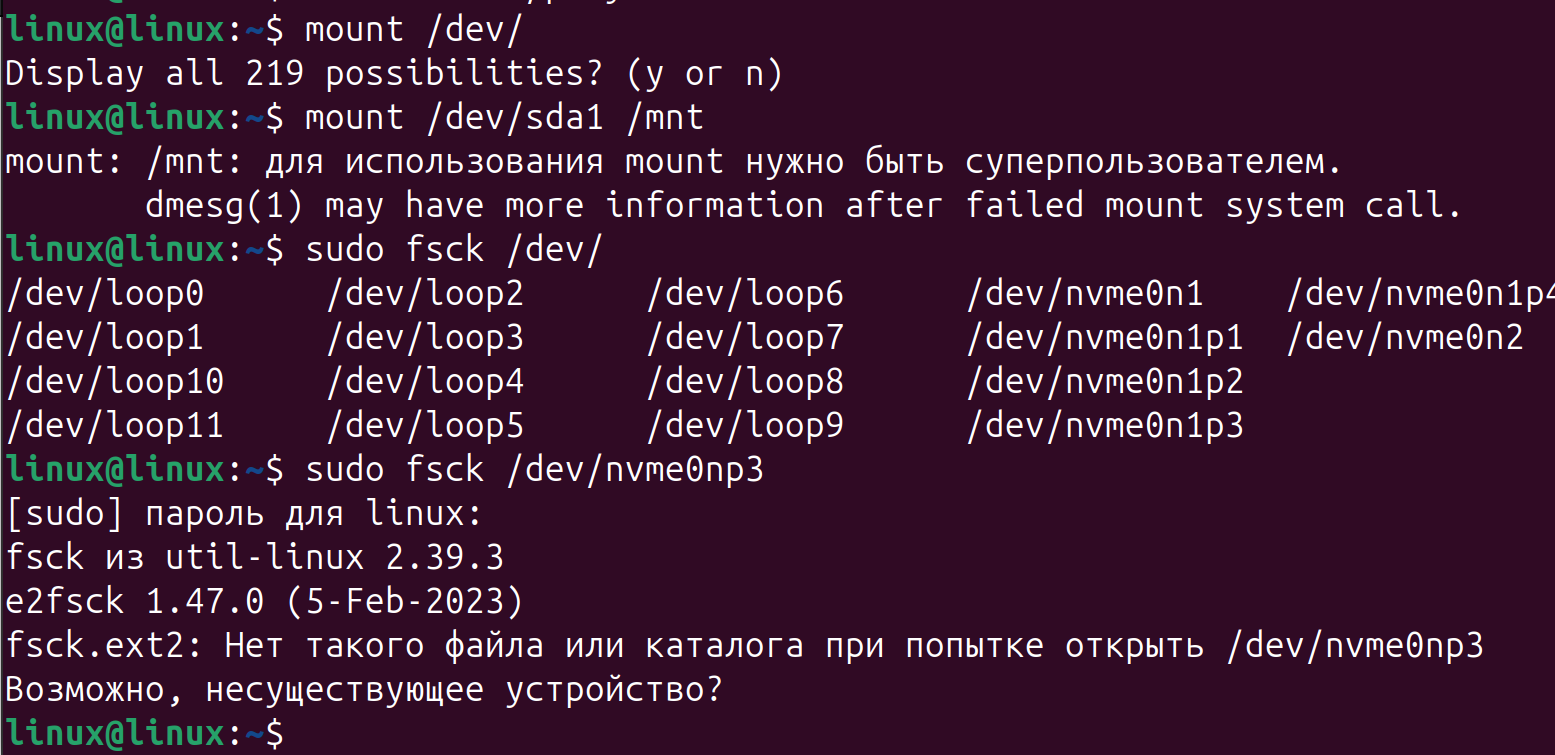 linux@linux:~$ mount /dev/
Display all 219 possibilities? (y or n)
linux@linux:~$ mount /dev/sda1 /mnt
mount: /mnt: для использования mount нужно быть суперпользователем.
       dmesg(1) may have more information after failed mount system call.
linux@linux:~$ sudo fsck /dev/
/dev/loop0      /dev/loop2      /dev/loop6      /dev/nvme0n1    /dev/nvme0n1p4
/dev/loop1      /dev/loop3      /dev/loop7      /dev/nvme0n1p1  /dev/nvme0n2
/dev/loop10     /dev/loop4      /dev/loop8      /dev/nvme0n1p2
/dev/loop11     /dev/loop5      /dev/loop9      /dev/nvme0n1p3
linux@linux:~$ sudo fsck /dev/nvme0np3
[sudo] пароль для linux:
fsck из util-linux 2.39.3
e2fsck 1.47.0 (5-Feb-2023)
fsck.ext2: Нет такого файла или каталога при попытке открыть /dev/nvme0np3
Возможно, несуществующее устройство?
linux@linux:~$